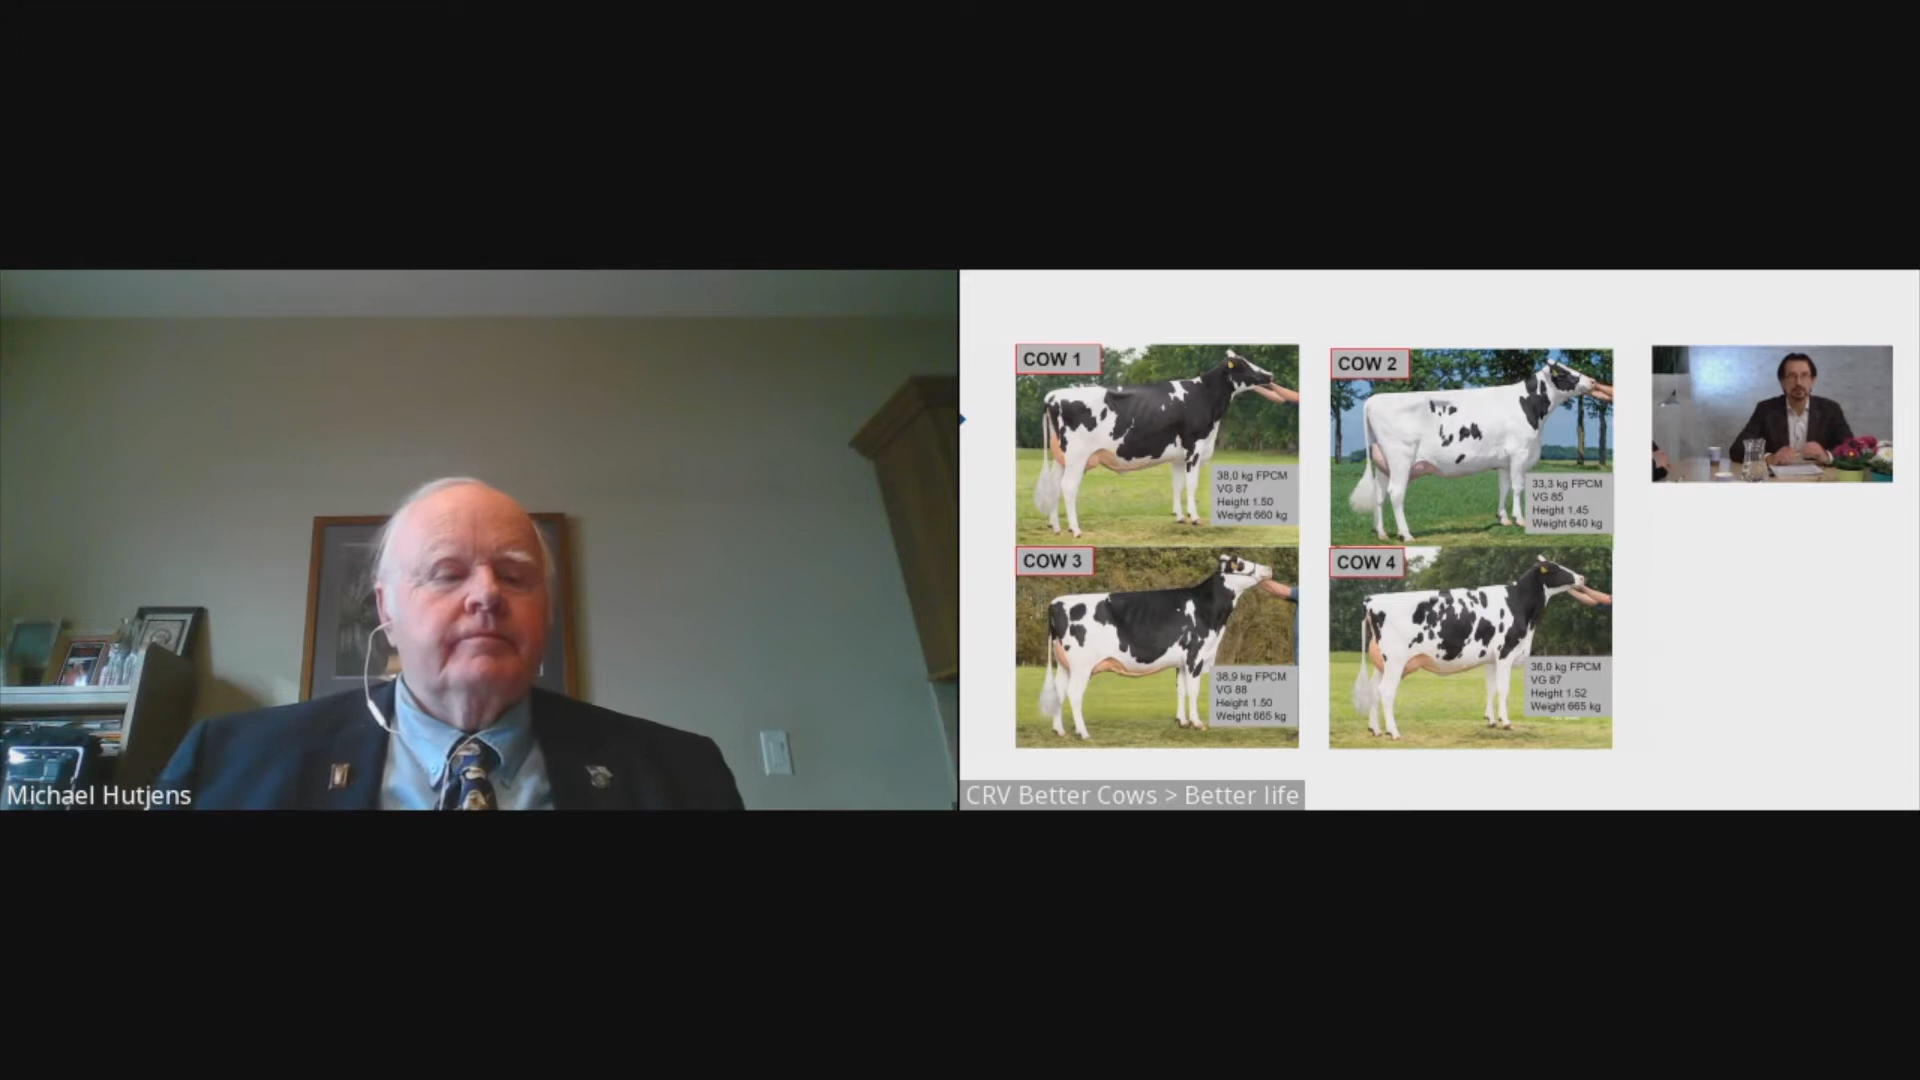 COW 1
38,0 kg FPCM
VG 87
Height 1.50
Weight 660 kg
COW 2
33,3 kg FPCM
VG 85
Height 1.45
Weight 640 kg
COW 3
38,9 kg FPCM
VG 88
Height 1.50
Weight 665 kg
COW 4
36,0 kg FPCM
VG 87
Height 1.52
Weight 665 kg
Michael Hutjens
CRV Better Cows > Better life